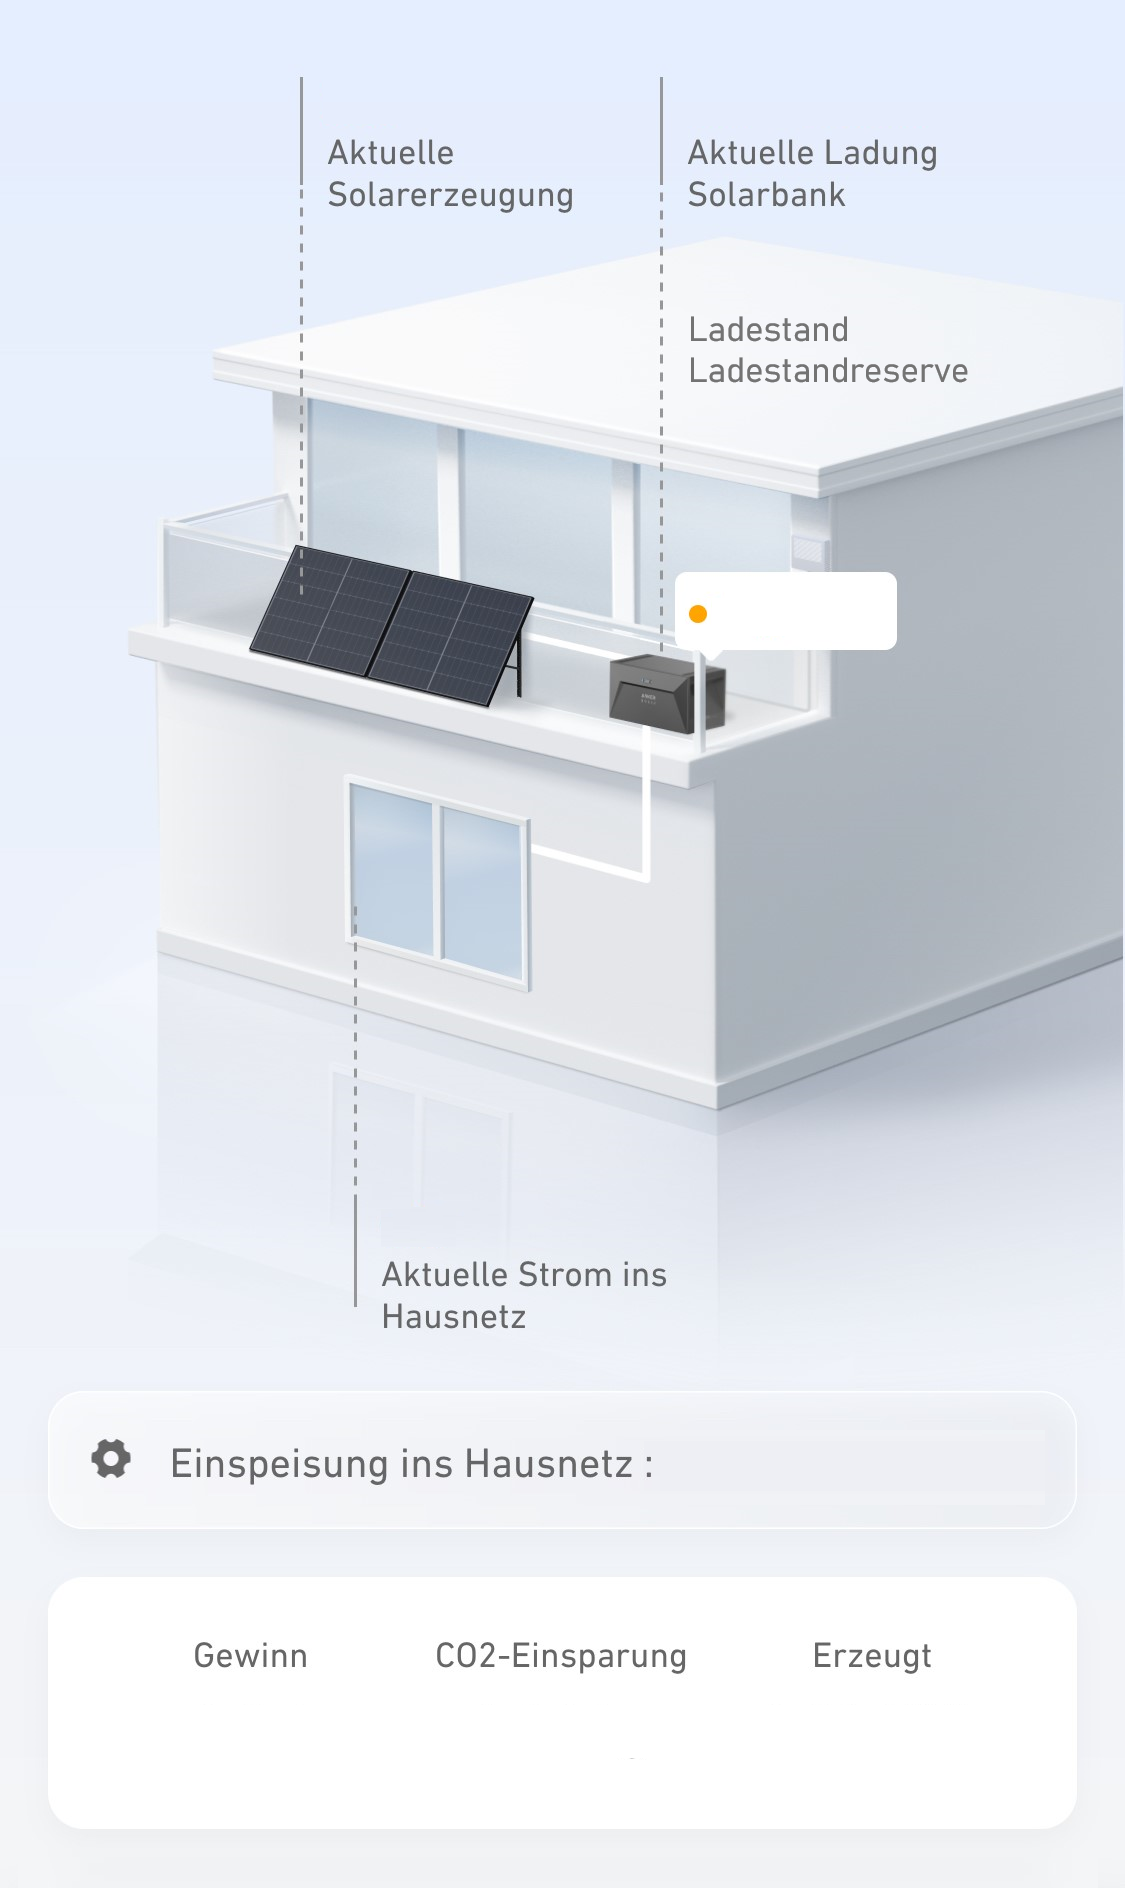 Aktuelle
Solarerzeugung
Aktuelle Ladung
Solarbank
Ladestand
Ladestandreserve
Aktuelle Strom ins
Hausnetz
Einspeisung ins Hausnetz :
Gewinn
CO2-Einsparung
Erzeugt